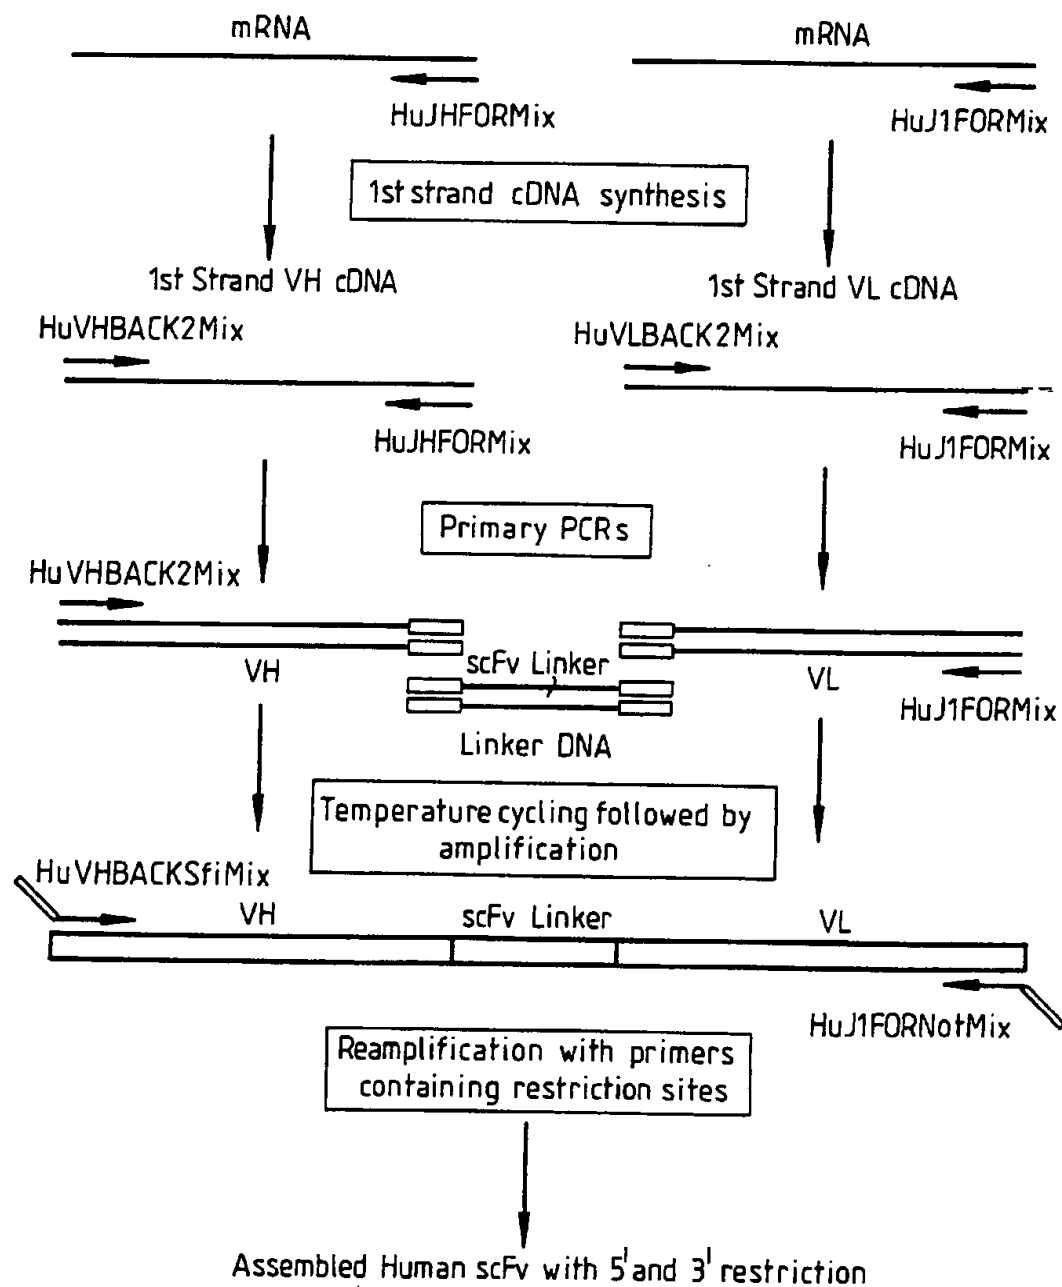 mRNA
mRNA
HuJHFORMix
HuJ1FORMix
1st strand cDNA synthesis
1st Strand VH cDNA
1st Strand VL cDNA
HuVHBACK2Mix
HuVLBACK2Mix
HuJHFORMix
HuJ1FORMix
Primary PCRs
HuVHBACK2Mix
VH
scFv Linker
VL
HuJ1FORMix
Linker DNA
Temperature cycling followed by
amplification
HuVHBACKSfiMix
VH
scFv Linker
VL
HuJ1FORNotMix
Reamplification with primers
containing restriction sites
Assembled Human scFv with 5' and 3' restriction